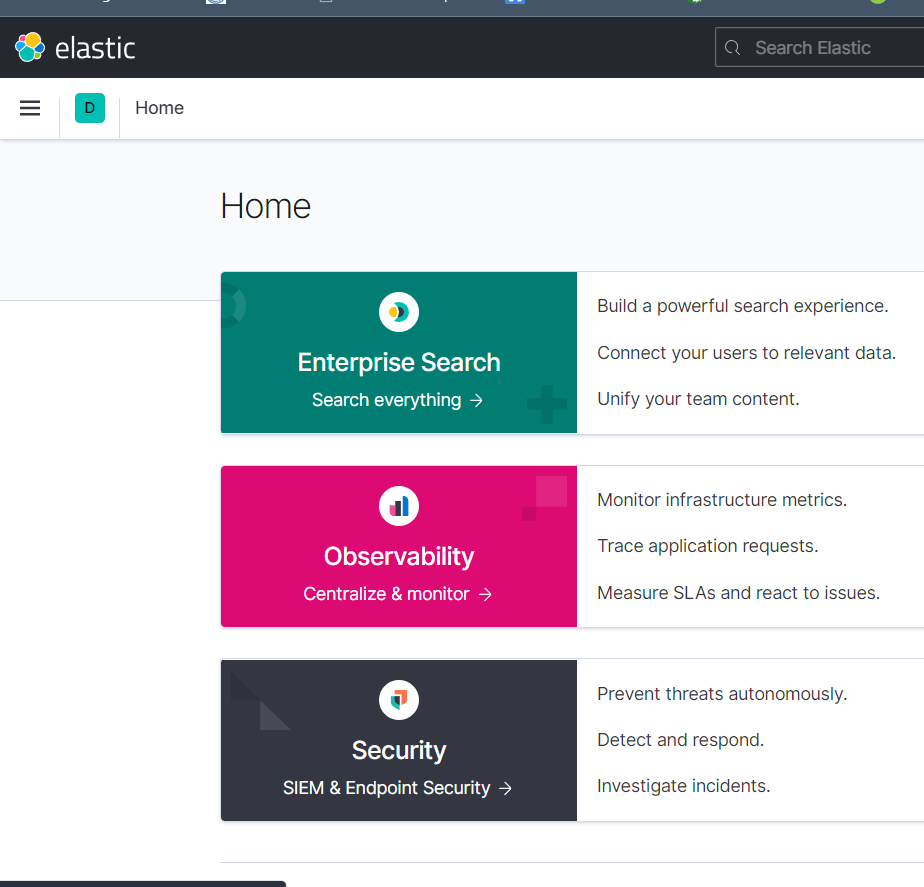 elastic
Search Elastic
D
Home
Home
Enterprise Search
Search everything →
Build a powerful search experience.
Connect your users to relevant data.
Unify your team content.
Observability
Centralize & monitor →
Monitor infrastructure metrics.
Trace application requests.
Measure SLAs and react to issues.
Security
SIEM & Endpoint Security →
Prevent threats autonomously.
Detect and respond.
Investigate incidents.